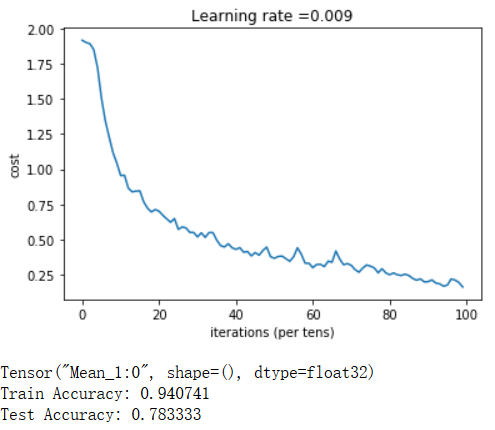 Learning rate =0.009
2.00
1.75
1.50
1.25
1.00
0.75
0.50
0.25
cost
0 20 40 60 80 100
iterations (per tens)
Tensor("Mean_1:0", shape=(), dtype=float32)
Train Accuracy: 0.940741
Test Accuracy: 0.783333